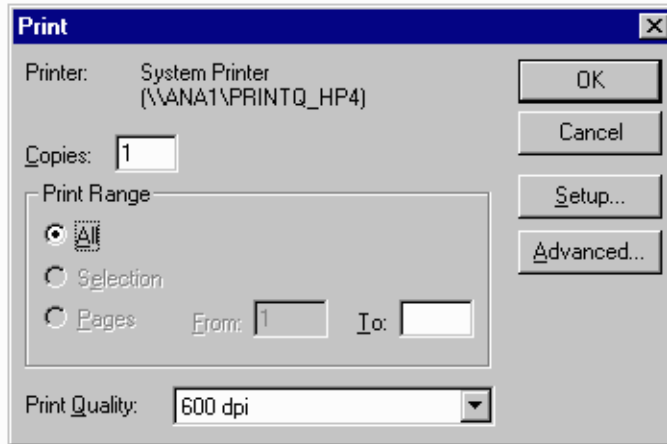 Print
Printer: System Printer
(\\ANA1\PRINTQ_HP4)
OK
Cancel
Copies: 1
Setup...
Print Range
All
Advanced...
Selection
Pages From: 1 To:
Print Quality: 600 dpi